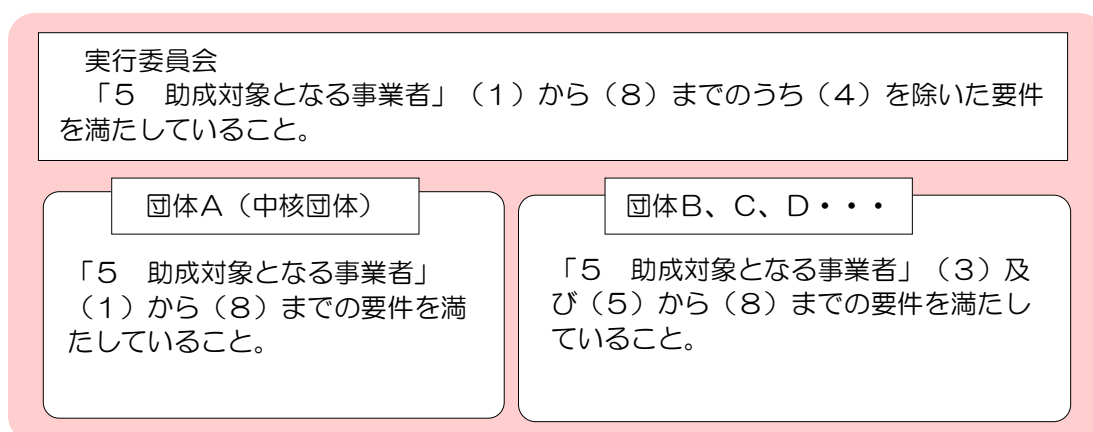 実行委員会
「５　助成対象となる事業者」（１）から（８）までのうち（４）を除いた要件
を満たしていること。
団体Ａ（中核団体）
「５　助成対象となる事業者」
（１）から（８）までの要件を満
たしていること。
団体Ｂ、Ｃ、Ｄ・・・
「５　助成対象となる事業者」（３）及
び（５）から（８）までの要件を満たし
ていること。